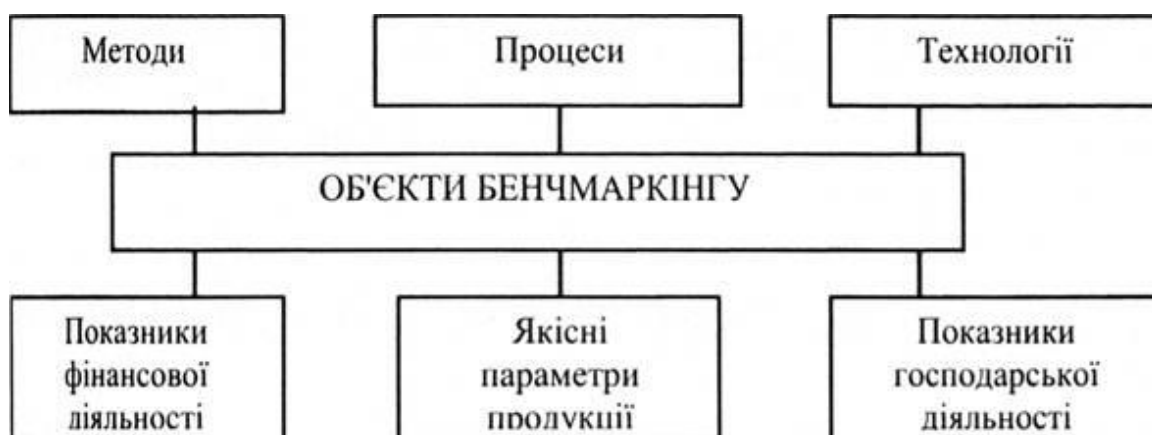 Методи
Процеси
Технології
ОБ'ЄКТИ БЕНЧМАРКІНГУ
Показники
фінансової
діяльності
Якісні
параметри
продукції
Показники
господарської
діяльності